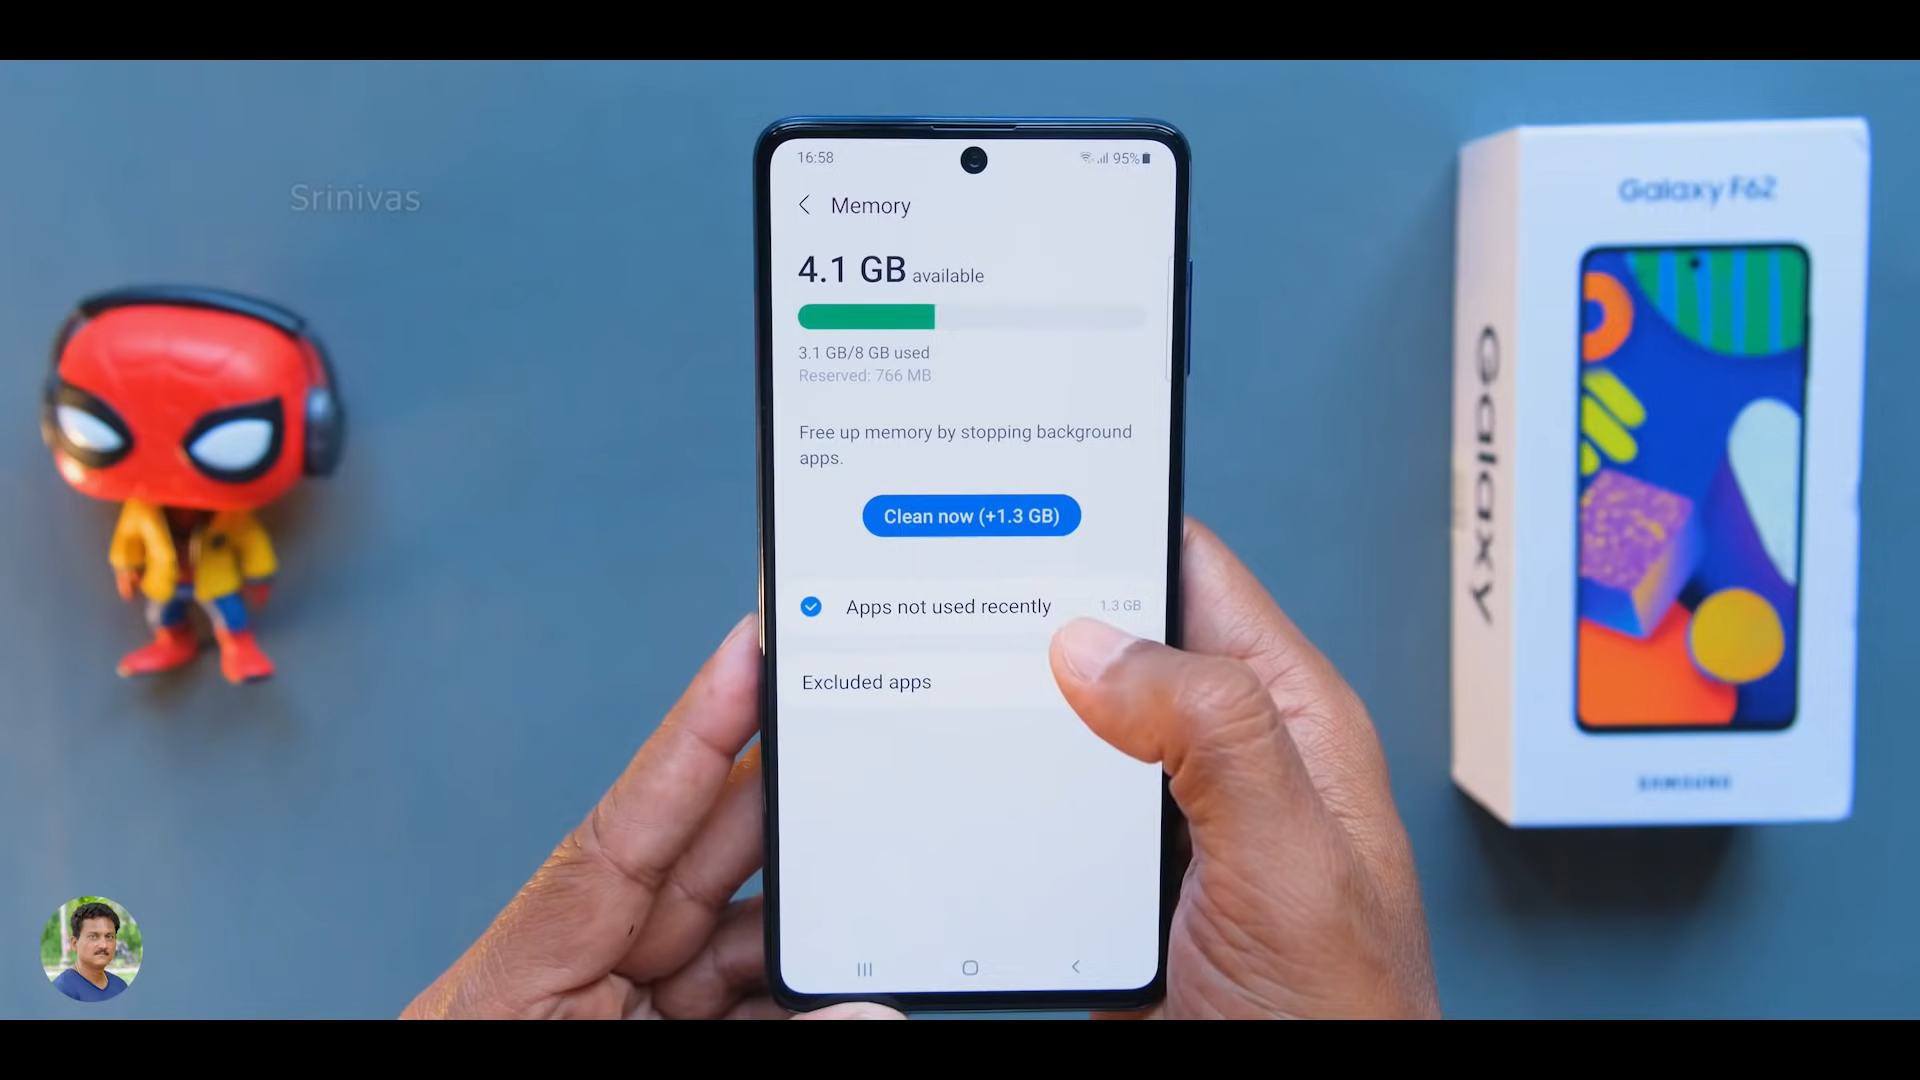 Srinivas
16:58
95%
Memory
4.1 GB available
3.1 GB/8 GB used
Reserved: 766 MB
Free up memory by stopping background
apps.
Clean now (+1.3 GB)
Apps not used recently 1.3 GB
Excluded apps
Galaxy F62
Galaxy
SAMSUNG